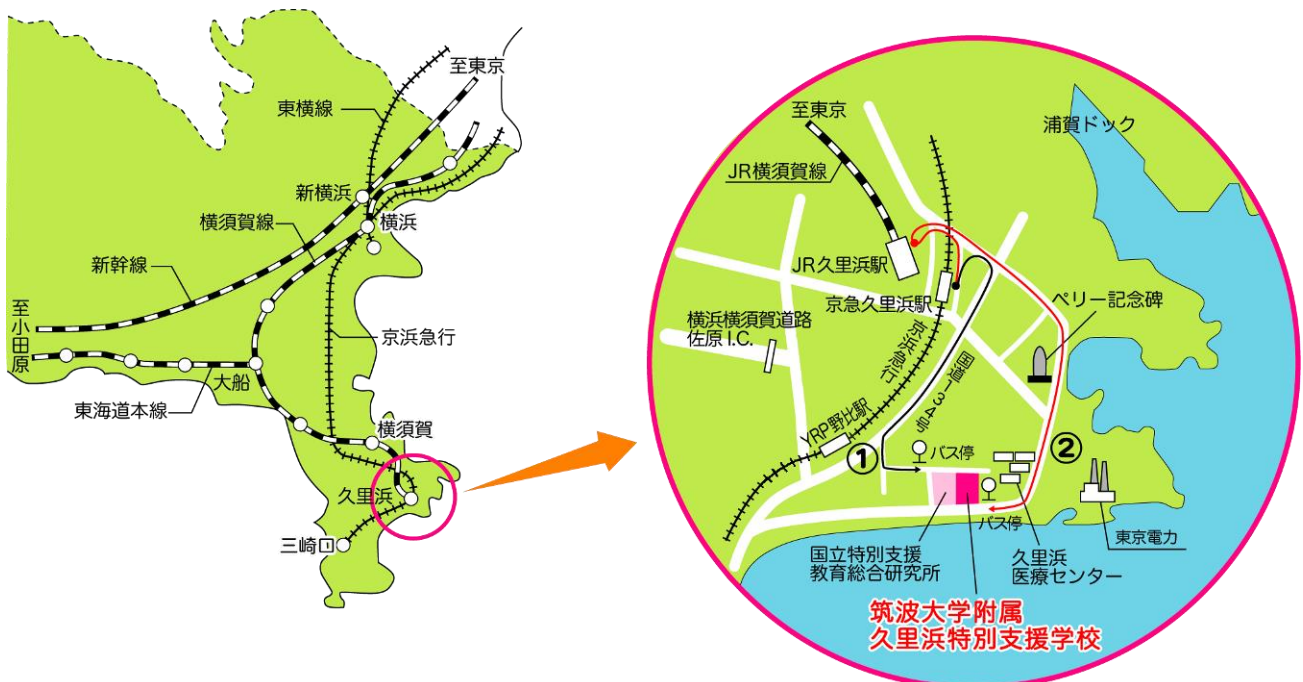 至東京
東横線
新横浜
横須賀線
横浜
新幹線
至小田原
京浜急行
大船
東海道本線
横須賀
久里浜
三崎口
至東京
浦賀ドック
JR横須賀線
JR久里浜駅
京急久里浜駅
ペリー記念碑
横浜横須賀道路
佐原I.C.
京浜急行
国道134号
YRP野比駅
①
バス停
②
バス停
東京電力
国立特別支援
教育総合研究所
久里浜
医療センター
筑波大学附属
久里浜特別支援学校